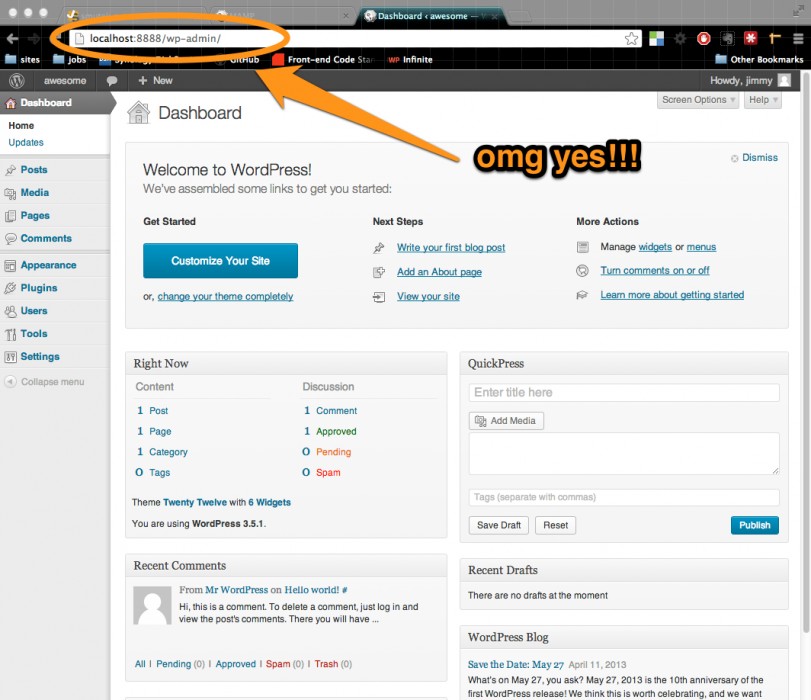 Dashboard ‹ awesome —
localhost:8888/wp-admin/
sites
Jobs
GitHub
Front-end Code Sta
WP Infinite
Other Bookmarks
awesome
+ New
Howdy, jimmy
Dashboard
Home
Updates
Posts
Media
Pages
Comments
Appearance
Plugins
Users
Tools
Settings
Collapse menu
Screen Options
Help
Dashboard
omg yes!!!
Dismiss
Welcome to WordPress!
We've assembled some links to get you started:
Get Started
Customize Your Site
or, change your theme completely
Next Steps
Write your first blog post
Add an About page
View your site
More Actions
Manage widgets or menus
Turn comments on or off
Learn more about getting started
Right Now
Content
Discussion
1 Post
1 Comment
1 Page
1 Approved
1 Category
0 Pending
0 Tags
0 Spam
Theme Twenty Twelve with 6 Widgets
You are using WordPress 3.5.1.
Recent Comments
From Mr WordPress on Hello world! #
Hi, this is a comment. To delete a comment, just log in and
view the post's comments. There you will have ...
All | Pending (0) | Approved | Spam (0) | Trash (0)
QuickPress
Enter title here
Add Media
Tags (separate with commas)
Save Draft
Reset
Publish
Recent Drafts
There are no drafts at the moment
WordPress Blog
Save the Date: May 27 April 11, 2013
What's on May 27, you ask? May 27, 2013 is the 10th anniversary of the
first WordPress release! We think this is worth celebrating, and we want